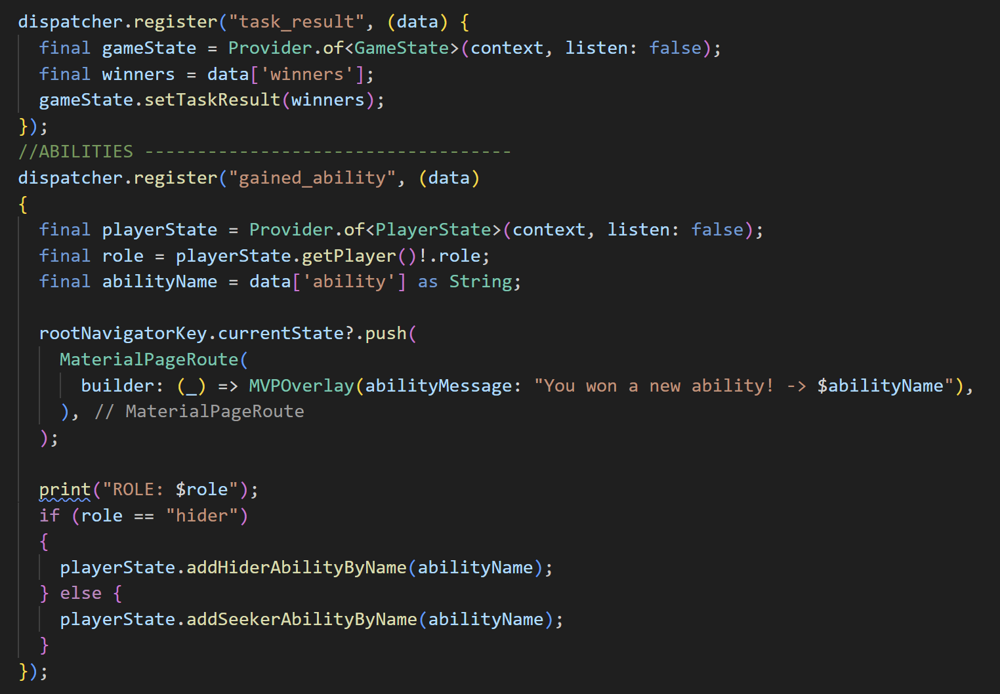 dispatcher.register("task_result", (data) {
  final gameState = Provider.of<GameState>(context, listen: false);
  final winners = data['winners'];
  gameState.setTaskResult(winners);
});
//ABILITIES -----------------------------------
dispatcher.register("gained_ability", (data)
{
  final playerState = Provider.of<PlayerState>(context, listen: false);
  final role = playerState.getPlayer()!.role;
  final abilityName = data['ability'] as String;

  rootNavigatorKey.currentState?.push(
    MaterialPageRoute(
      builder: (_) => MVPOverlay(abilityMessage: "You won a new ability! -> $abilityName"),
    ), // MaterialPageRoute
  );

  print("ROLE: $role");
  if (role == "hider")
  {
    playerState.addHiderAbilityByName(abilityName);
  } else {
    playerState.addSeekerAbilityByName(abilityName);
  }
});